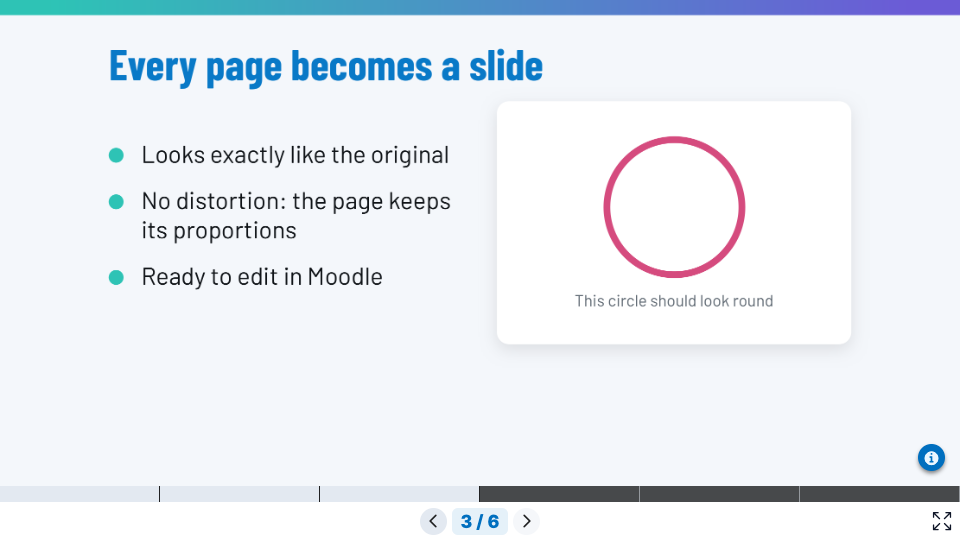 Every page becomes a slide
Looks exactly like the original
No distortion: the page keeps
its proportions
Ready to edit in Moodle
This circle should look round
3 / 6